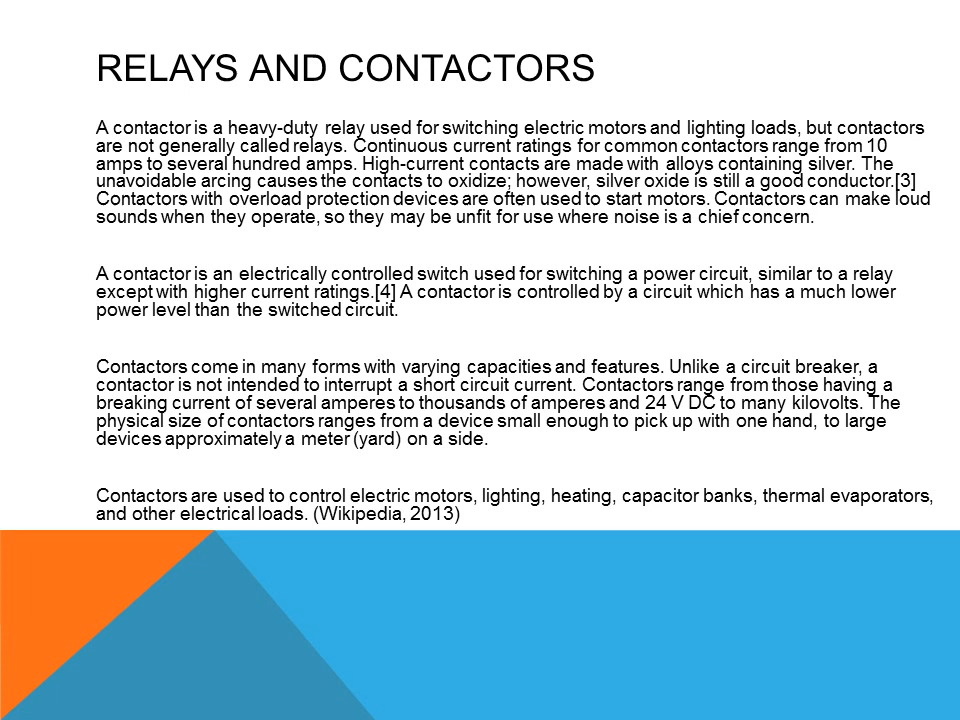 RELAYS AND CONTACTORS
A contactor is a heavy-duty relay used for switching electric motors and lighting loads, but contactors
are not generally called relays. Continuous current ratings for common contactors range from 10
amps to several hundred amps. High-current contacts are made with alloys containing silver. The
unavoidable arcing causes the contacts to oxidize; however, silver oxide is still a good conductor.[3]
Contactors with overload protection devices are often used to start motors. Contactors can make loud
sounds when they operate, so they may be unfit for use where noise is a chief concern.
A contactor is an electrically controlled switch used for switching a power circuit, similar to a relay
except with higher current ratings.[4] A contactor is controlled by a circuit which has a much lower
power level than the switched circuit.
Contactors come in many forms with varying capacities and features. Unlike a circuit breaker, a
contactor is not intended to interrupt a short circuit current. Contactors range from those having a
breaking current of several amperes to thousands of amperes and 24 V DC to many kilovolts. The
physical size of contactors ranges from a device small enough to pick up with one hand, to large
devices approximately a meter (yard) on a side.
Contactors are used to control electric motors, lighting, heating, capacitor banks, thermal evaporators,
and other electrical loads. (Wikipedia, 2013)